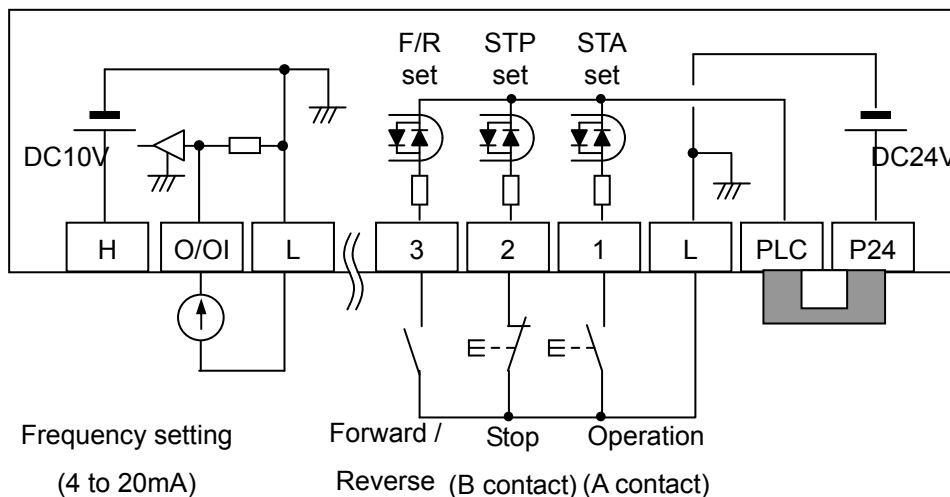 F/R STP STA
set set set
DC10V DC24V
H O/OI L 3 2 1 L PLC P24
Frequency setting Forward / Stop Operation
(4 to 20mA) Reverse (B contact) (A contact)